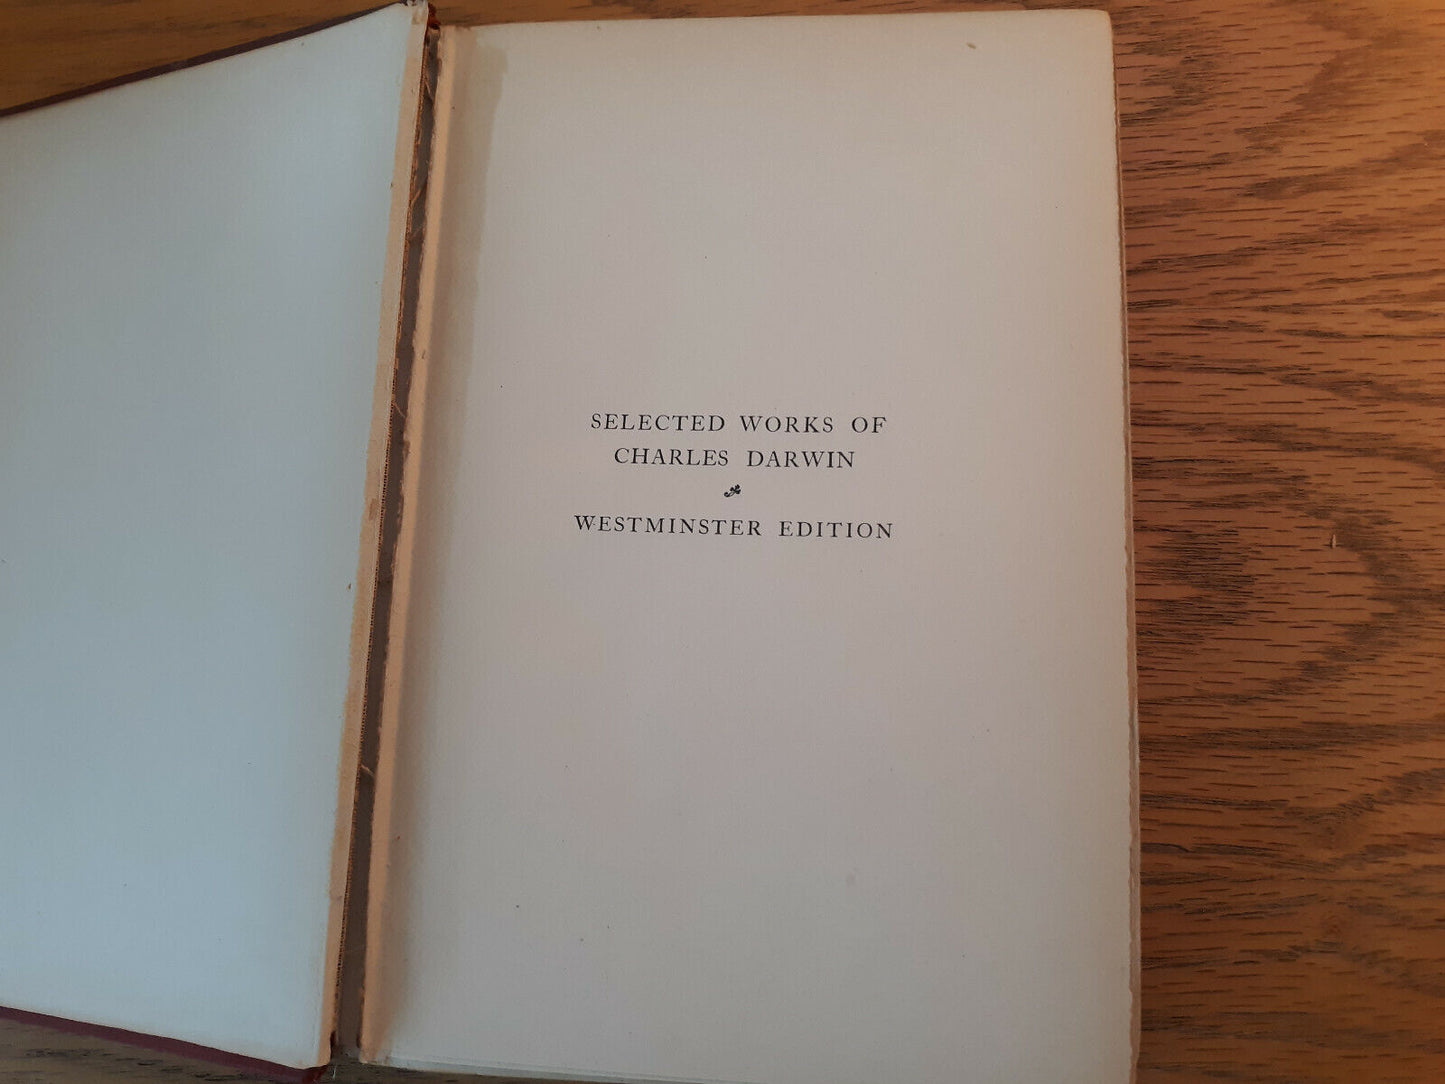 SELECTED WORKS OF
CHARLES DARWIN
WESTMINSTER EDITION